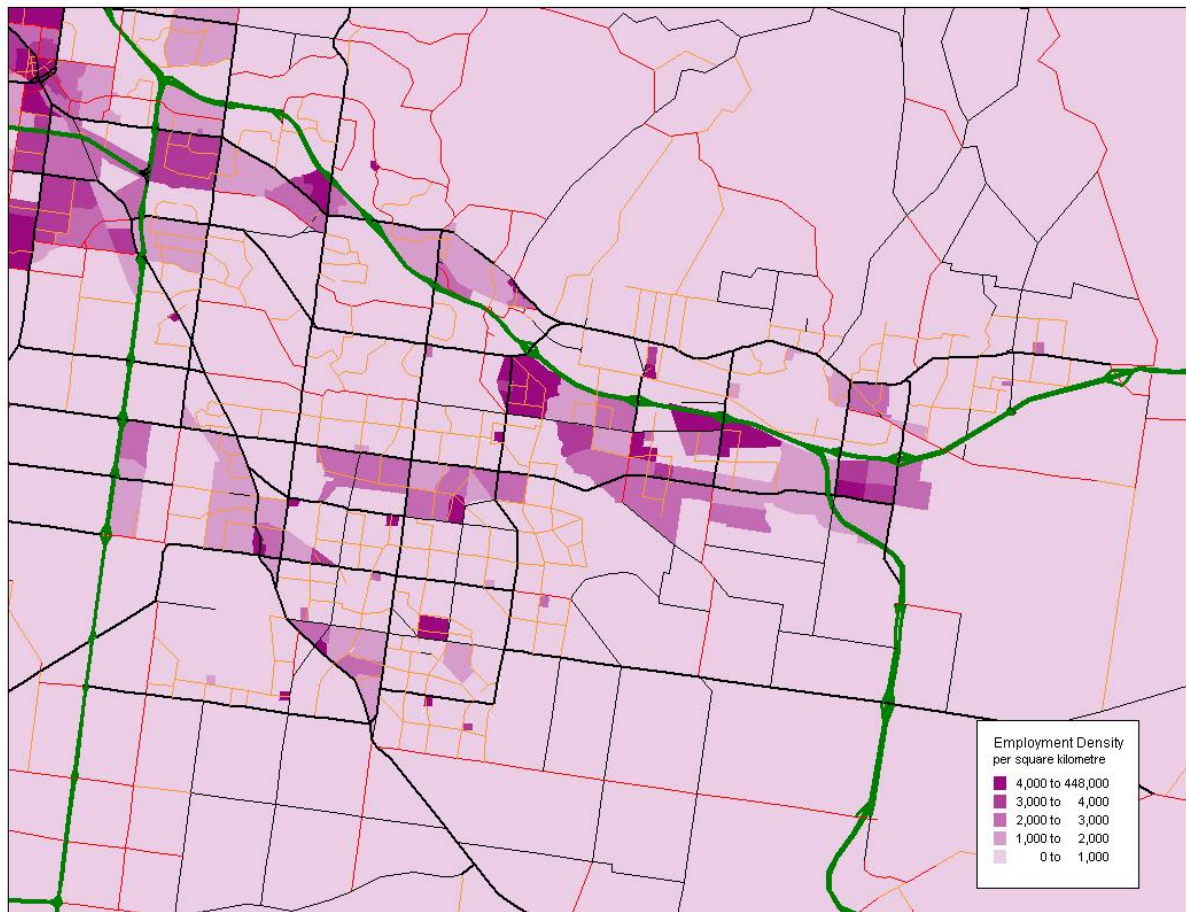 Employment Density
per square kilometre
4,000 to 448,000
3,000 to 4,000
2,000 to 3,000
1,000 to 2,000
0 to 1,000